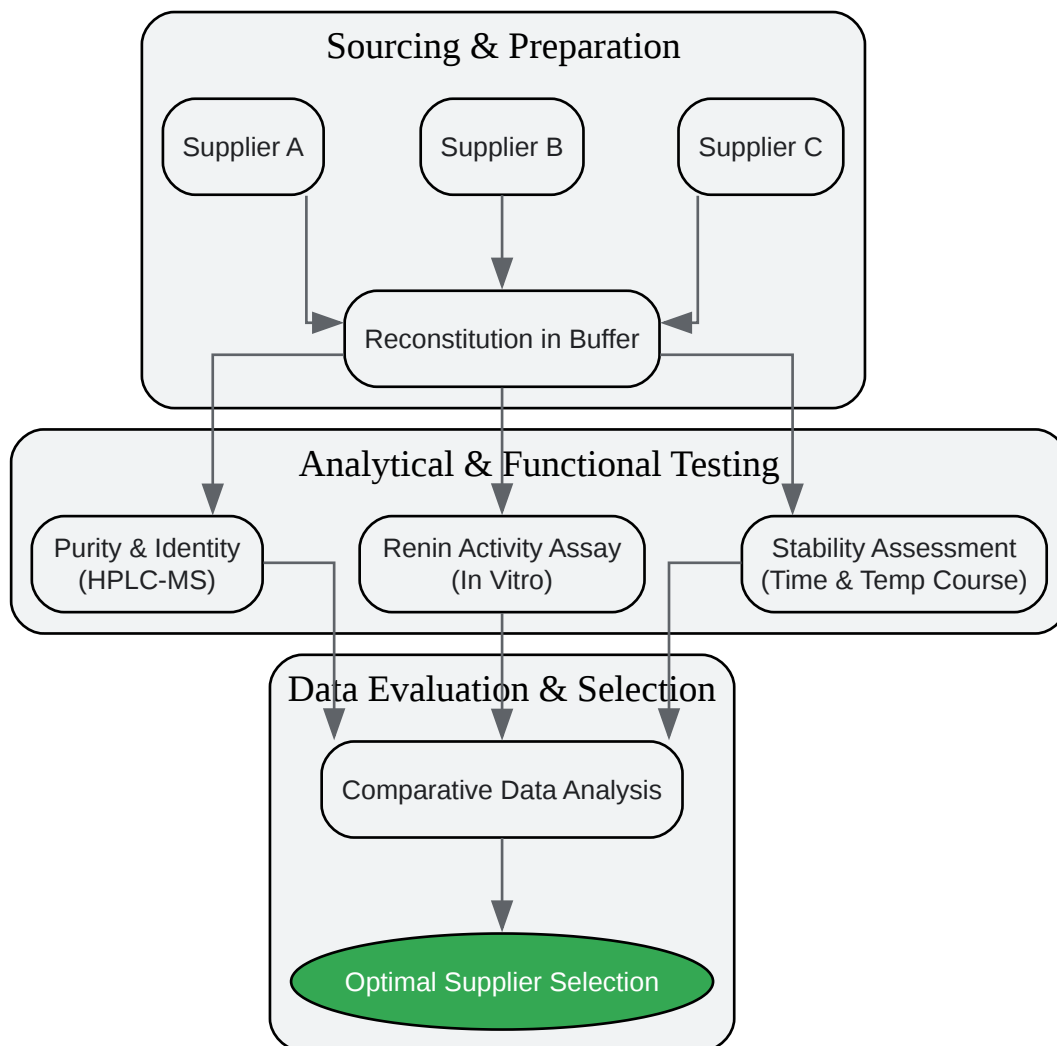 Sourcing & Preparation
Supplier A
Supplier B
Supplier C
Reconstitution in Buffer
Analytical & Functional Testing
Purity & Identity
(HPLC-MS)
Renin Activity Assay
(In Vitro)
Stability Assessment
(Time & Temp Course)
Data Evaluation & Selection
Comparative Data Analysis
Optimal Supplier Selection